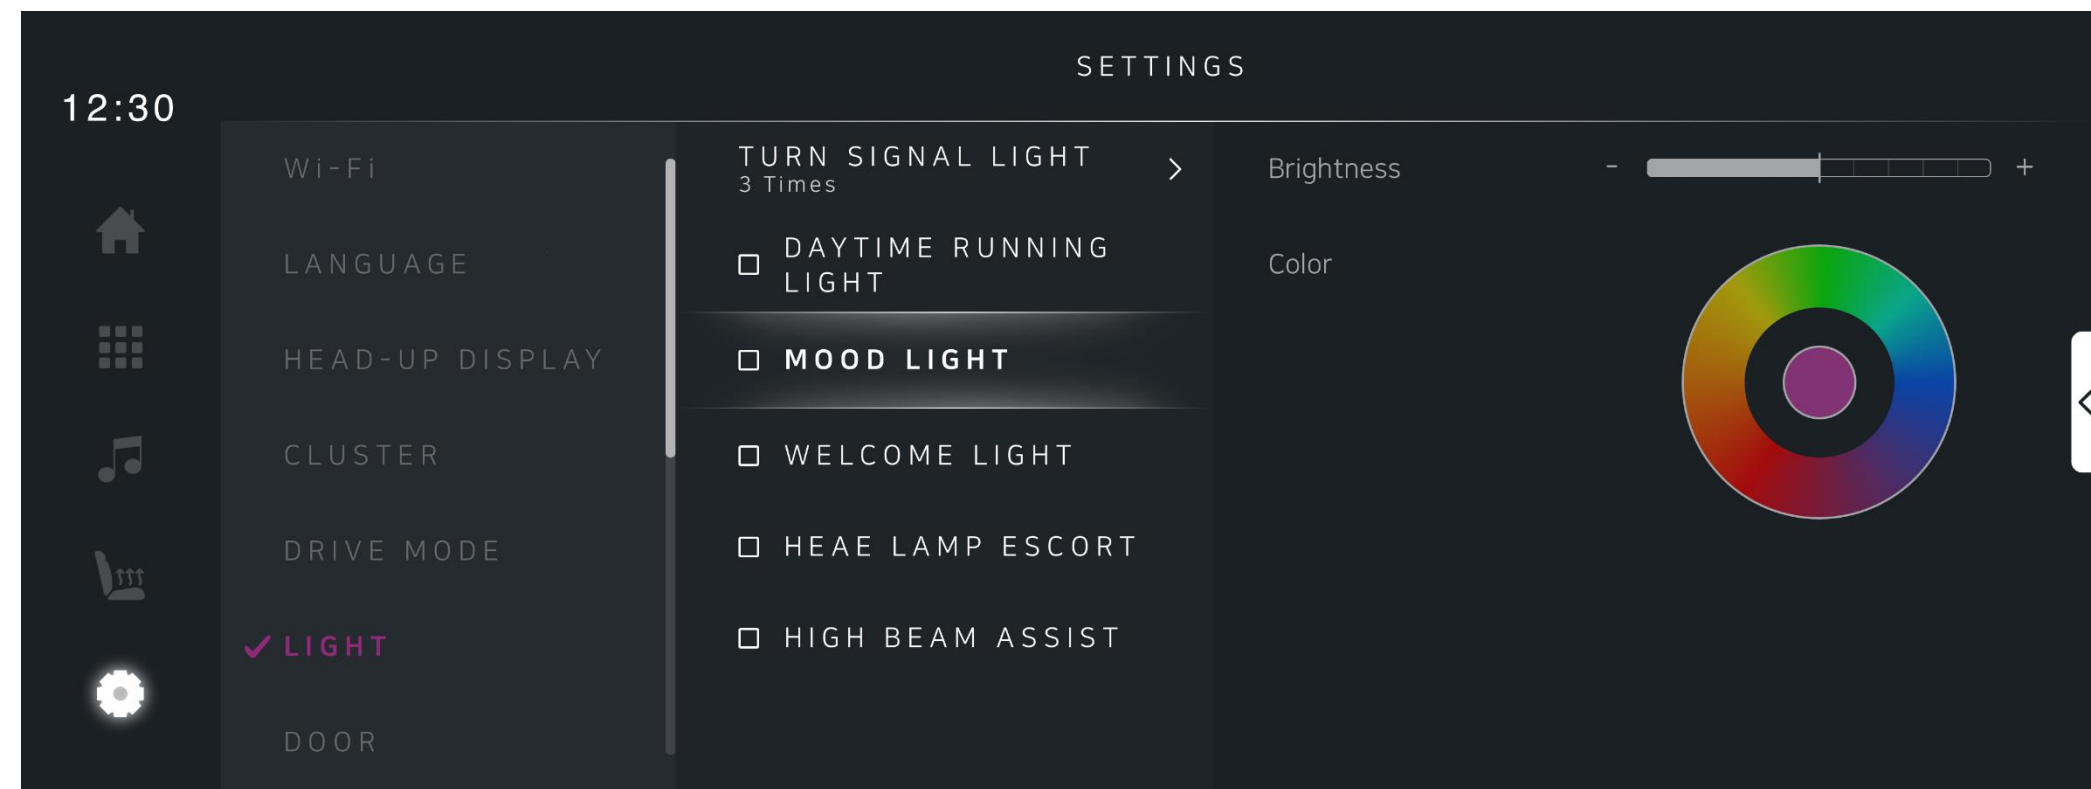 SETTINGS
12:30
Wi-Fi
LANGUAGE
HEAD-UP DISPLAY
CLUSTER
DRIVE MODE
LIGHT
DOOR
TURN SIGNAL LIGHT
3 Times
DAYTIME RUNNING
LIGHT
MOOD LIGHT
WELCOME LIGHT
HEAE LAMP ESCORT
HIGH BEAM ASSIST
Brightness - +
Color